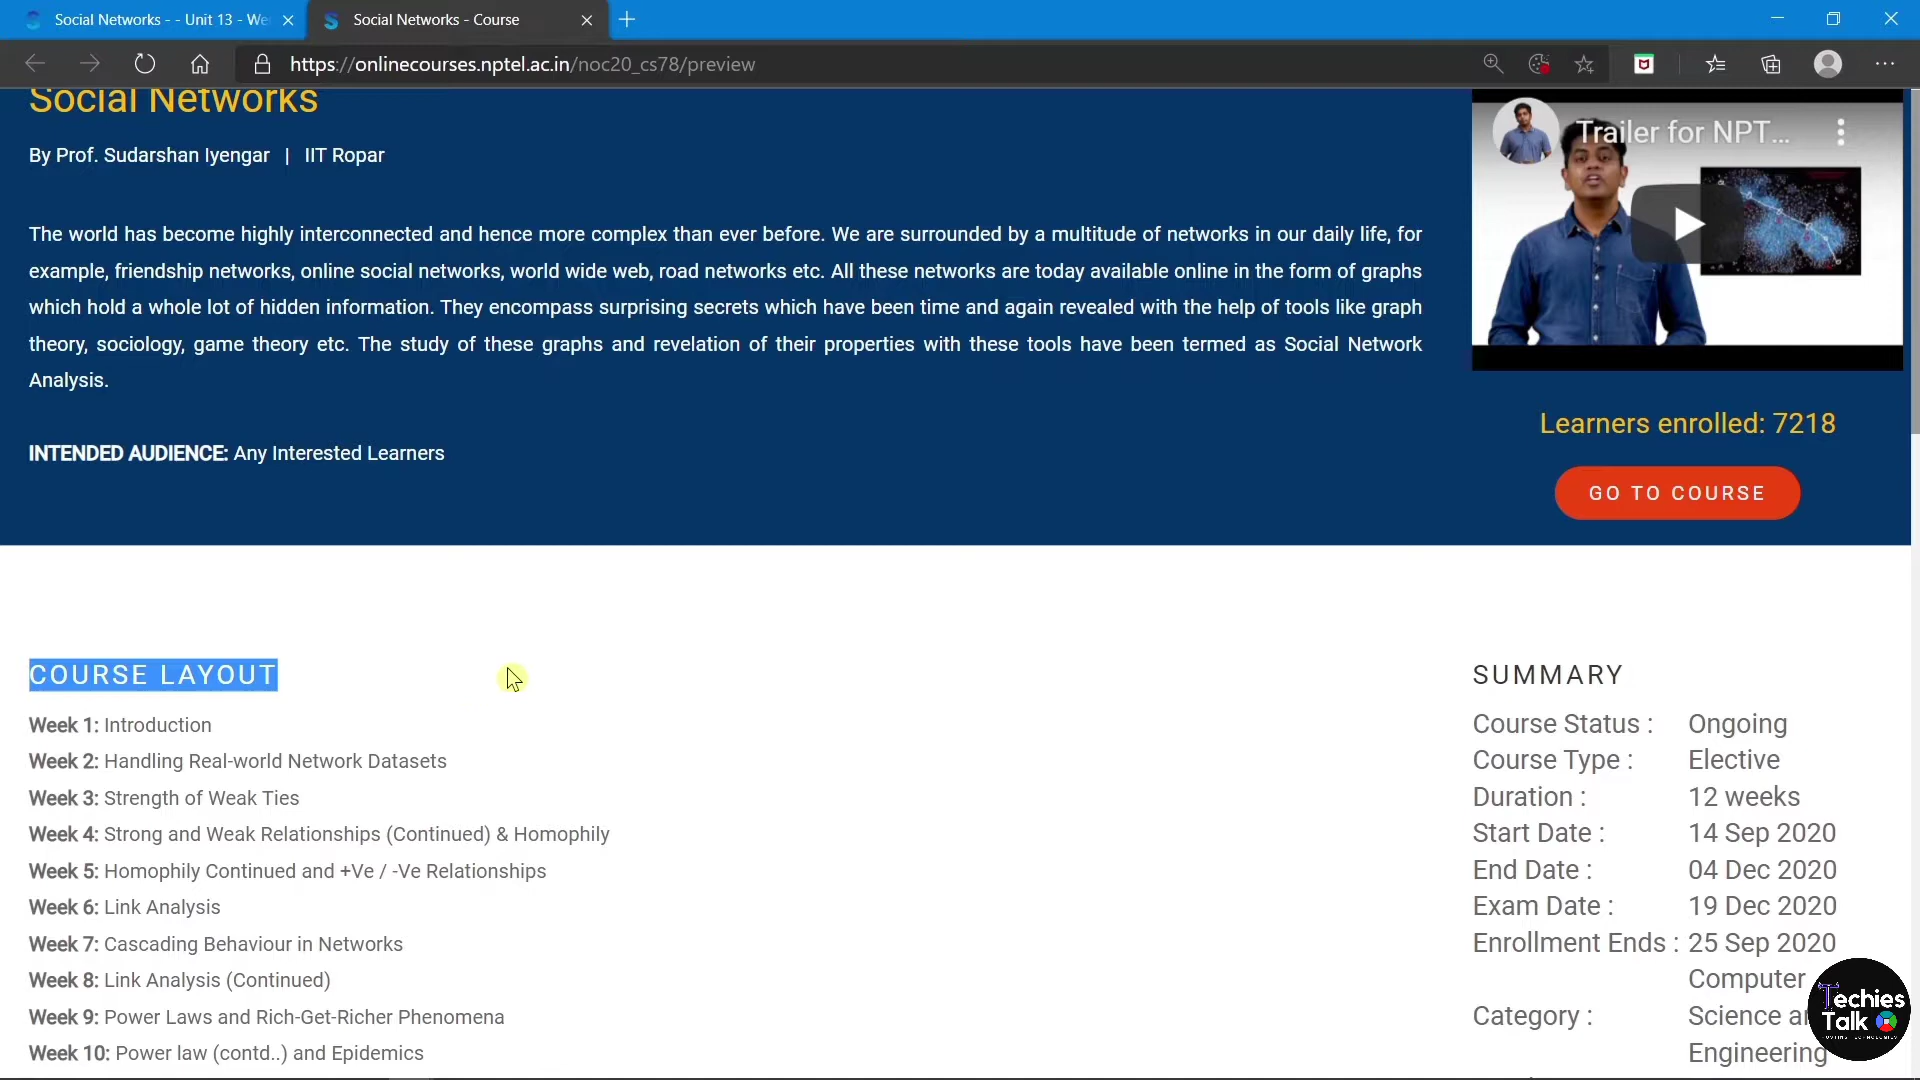 Social Networks - - Unit 13 - We
Social Networks - Course
https://onlinecourses.nptel.ac.in/noc20_cs78/preview
Social Networks
By Prof. Sudarshan Iyengar | IIT Ropar
The world has become highly interconnected and hence more complex than ever before. We are surrounded by a multitude of networks in our daily life, for
example, friendship networks, online social networks, world wide web, road networks etc. All these networks are today available online in the form of graphs
which hold a whole lot of hidden information. They encompass surprising secrets which have been time and again revealed with the help of tools like graph
theory, sociology, game theory etc. The study of these graphs and revelation of their properties with these tools have been termed as Social Network
Analysis.
INTENDED AUDIENCE: Any Interested Learners
Trailer for NPT...
Learners enrolled: 7218
GO TO COURSE
COURSE LAYOUT
Week 1: Introduction
Week 2: Handling Real-world Network Datasets
Week 3: Strength of Weak Ties
Week 4: Strong and Weak Relationships (Continued) & Homophily
Week 5: Homophily Continued and +Ve / -Ve Relationships
Week 6: Link Analysis
Week 7: Cascading Behaviour in Networks
Week 8: Link Analysis (Continued)
Week 9: Power Laws and Rich-Get-Richer Phenomena
Week 10: Power law (contd..) and Epidemics
SUMMARY
Course Status : Ongoing
Course Type : Elective
Duration : 12 weeks
Start Date : 14 Sep 2020
End Date : 04 Dec 2020
Exam Date : 19 Dec 2020
Enrollment Ends : 25 Sep 2020
Computer
Category : Science
Engineering
Techies
Talk